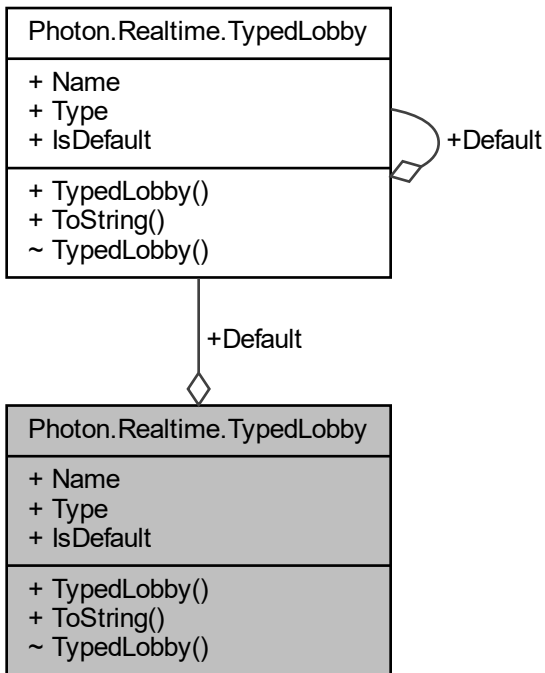 Photon.Realtime.TypedLobby
+ Name
+ Type
+ IsDefault
+Default
+ TypedLobby()
+ ToString()
~ TypedLobby()
+Default
Photon.Realtime.TypedLobby
+ Name
+ Type
+ IsDefault
+ TypedLobby()
+ ToString()
~ TypedLobby()